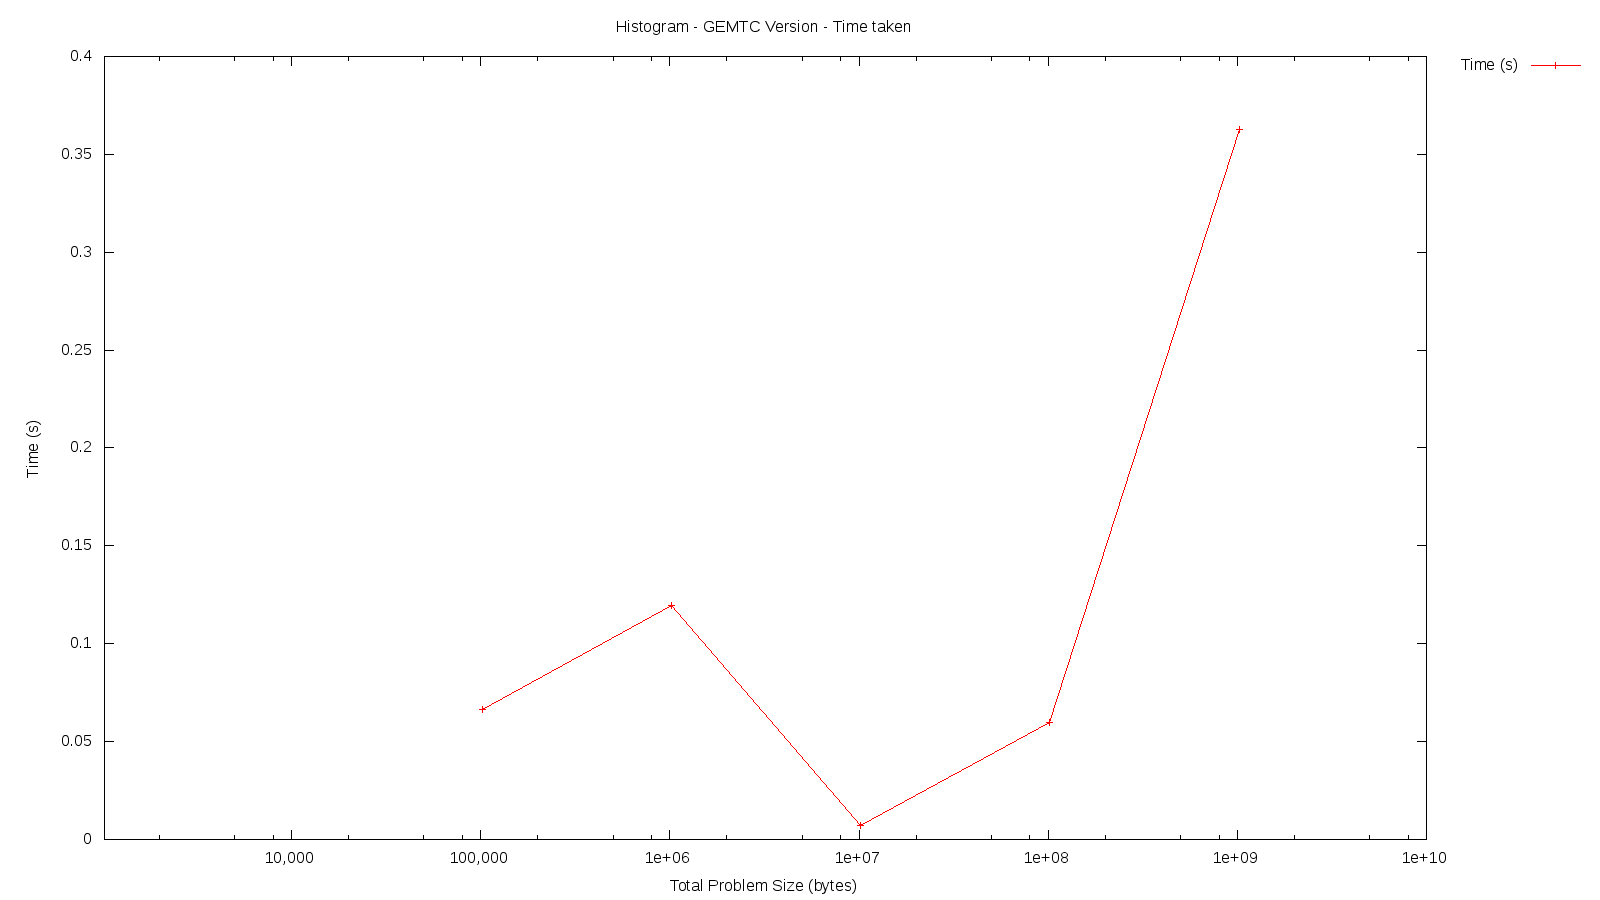 Histogram - GEMTC Version - Time taken
Time (s)
0.4
0.35
0.3
0.25
0.2
0.15
0.1
0.05
0
Time (s)
10,000
100,000
1e+06
1e+07
1e+08
1e+09
1e+10
Total Problem Size (bytes)